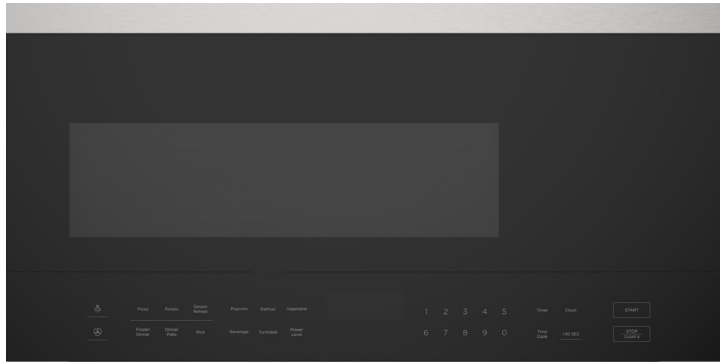 Pizza Potato Sensor Reheat Popcorn Defrost Vegetable 1 2 3 4 5 Timer Clock START
Frozen Dinner Dinner Plate Rice Beverage Turntable Power Level 6 7 8 9 0 Time Cook +30 SEC STOP CLEAR